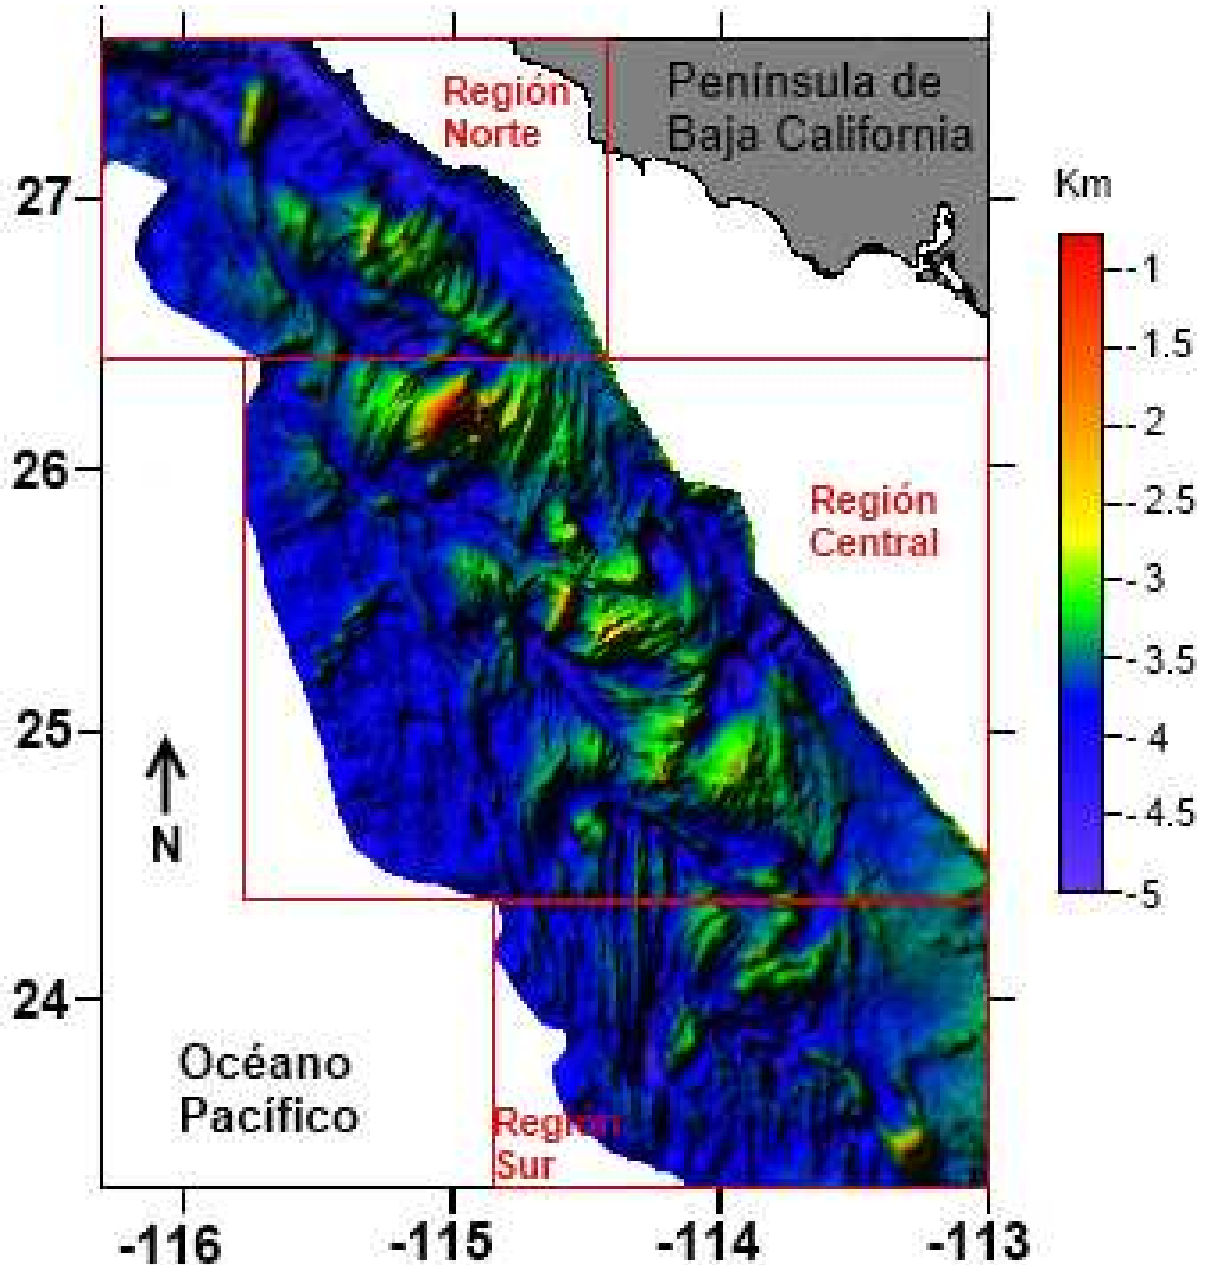 Región
Norte
Península de
Baja California
Km
27
26
25
24
N
Región
Central
Océano
Pacífico
Región
Sur
-1
-1.5
-2
-2.5
-3
-3.5
-4
-4.5
-5
-116
-115
-114
-113